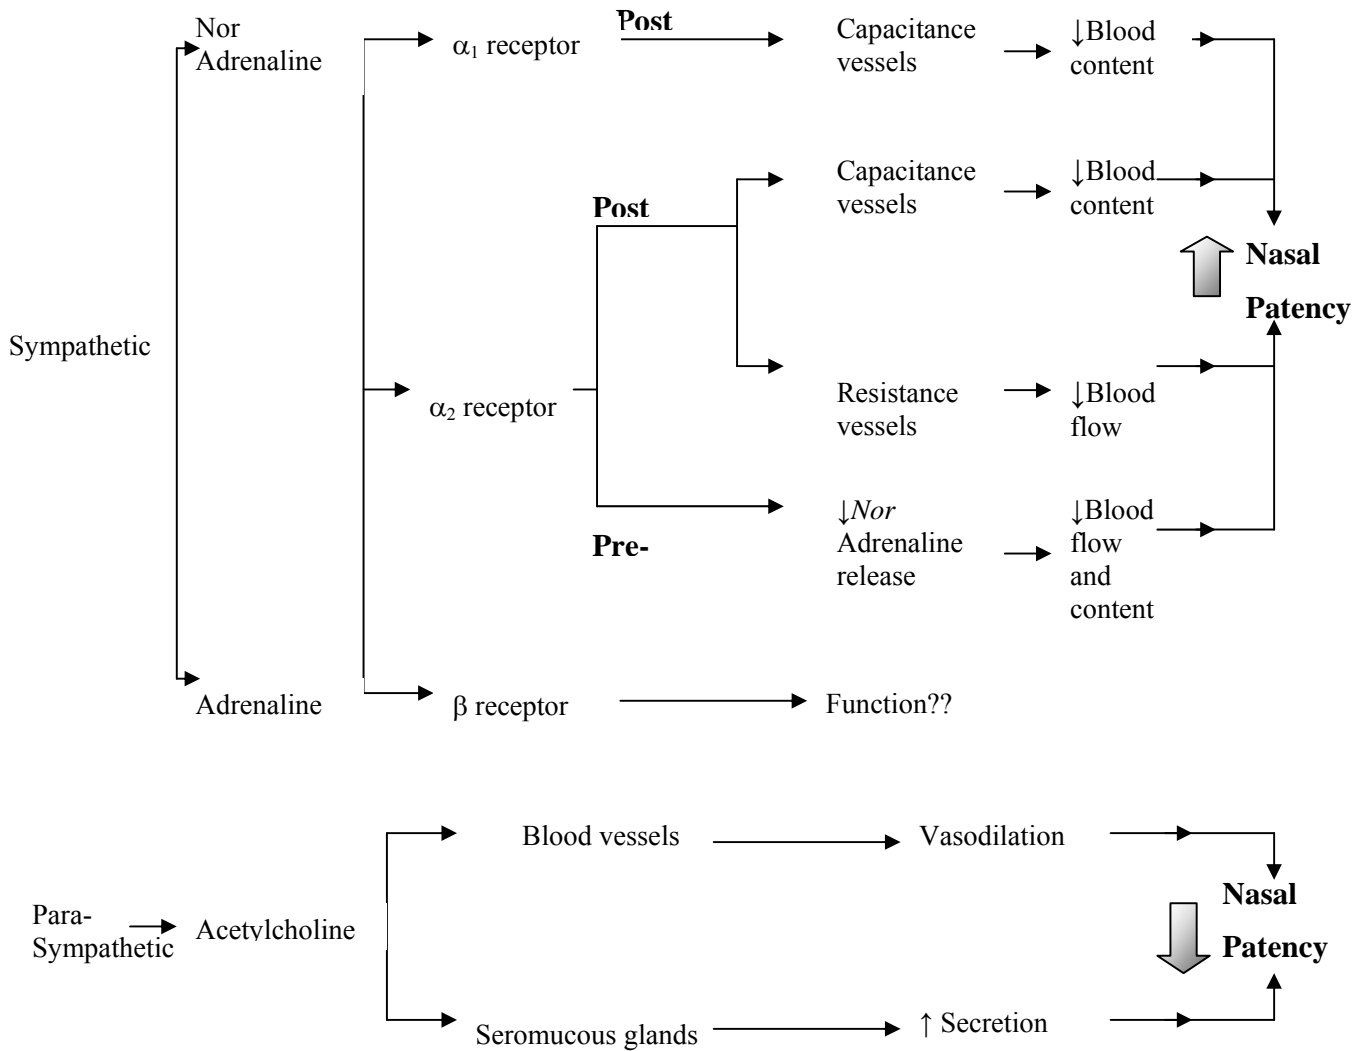 Nor
Adrenaline
α₁ receptor
Post
Capacitance
vessels
↓Blood
content
Post
Capacitance
vessels
↓Blood
content
Nasal
Patency
Sympathetic
α₂ receptor
Resistance
vessels
↓Blood
flow
Pre-
↓Nor
Adrenaline
release
↓Blood
flow
and
content
Adrenaline
β receptor
Function??
Blood vessels
Vasodilation
Para-
Sympathetic
Acetylcholine
Nasal
Patency
Seromucous glands
↑ Secretion